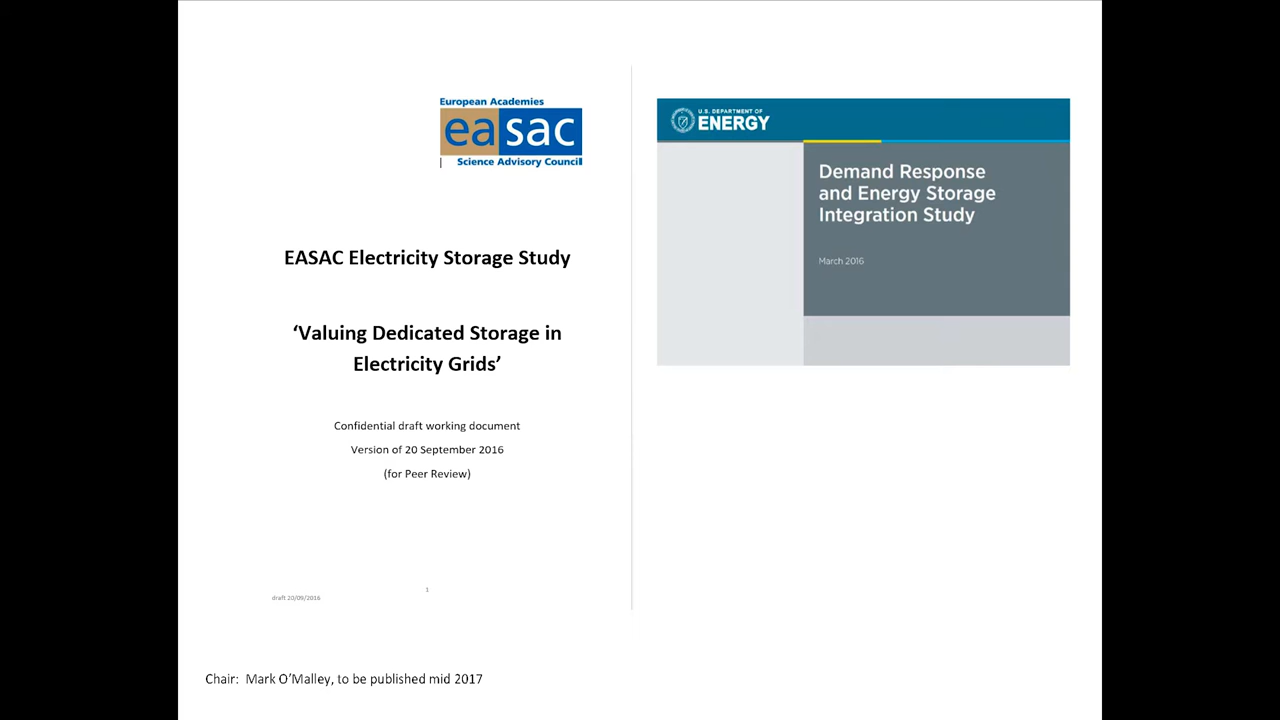 European Academies
easac
Science Advisory Council
EASAC Electricity Storage Study
‘Valuing Dedicated Storage in
Electricity Grids’
Confidential draft working document
Version of 20 September 2016
(for Peer Review)
1
draft 20/09/2016
U.S. DEPARTMENT OF
ENERGY
Demand Response
and Energy Storage
Integration Study
March 2016
Chair:  Mark O’Malley, to be published mid 2017